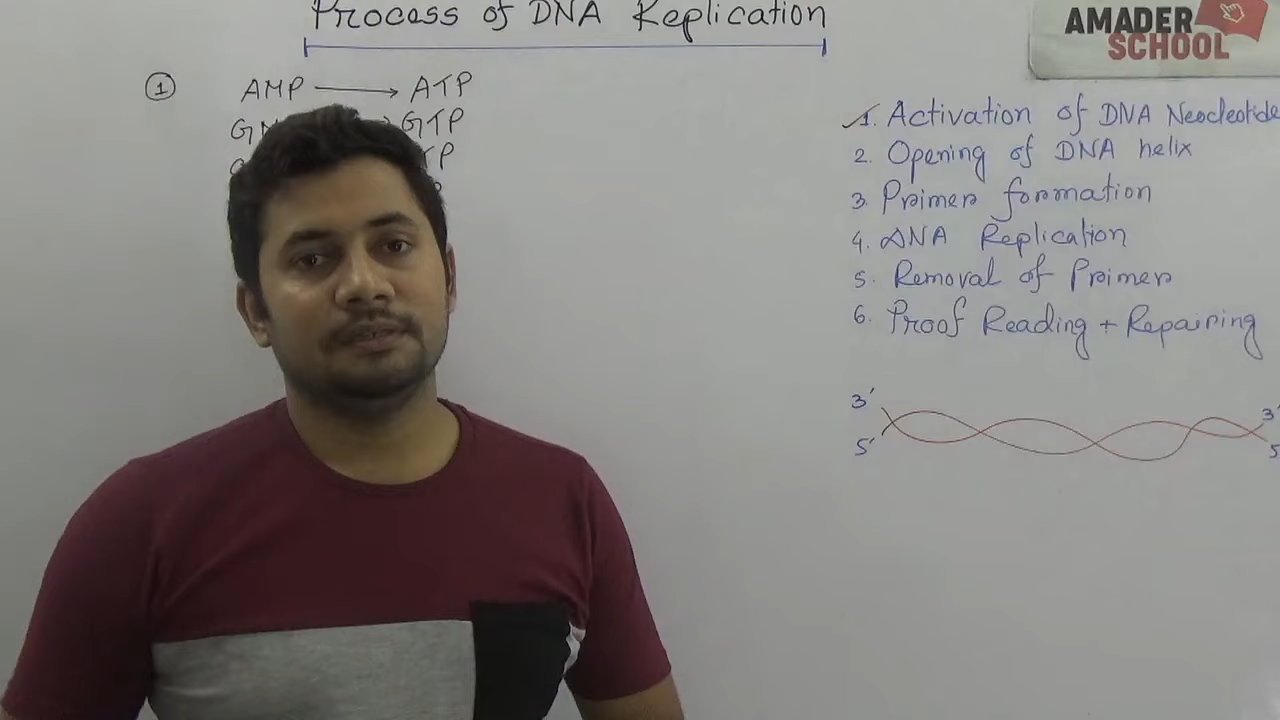 Process of DNA Replication
AMADER
SCHOOL
1 AMP → ATP
GTP
TP
1. Activation of DNA Neocleotide
2. Opening of DNA helix
3. Primer formation
4. DNA Replication
5. Removal of Primer
6. Proof Reading + Repairing
3' 3'
5' 5